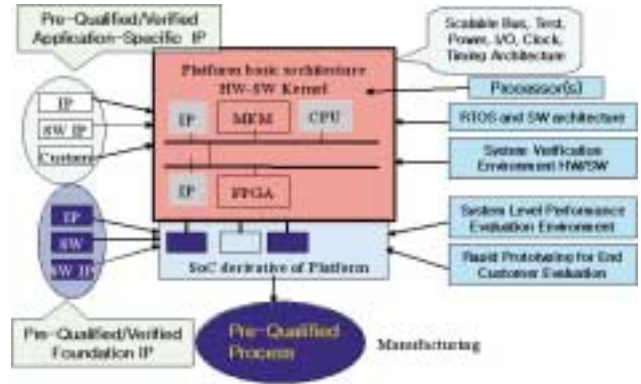 Pre-Qualified/Verified
Application-Specific IP
Scalable Bus, Test,
Power, I/O, Clock,
Timing Architecture
Platform basic architecture
HW-SW Kernel
Processor(s)
IP
SW IP
Custom
IP
MEM
CPU
RTOS and SW architecture
System Verification
Environment HW/SW
IP
FPGA
IP
SW
SW IP
System Level Performance
Evaluation Environment
SoC derivative of Platform
Rapid Prototyping for End
Customer Evaluation
Pre-Qualified/Verified
Foundation IP
Pre-Qualified
Process
Manufacturing